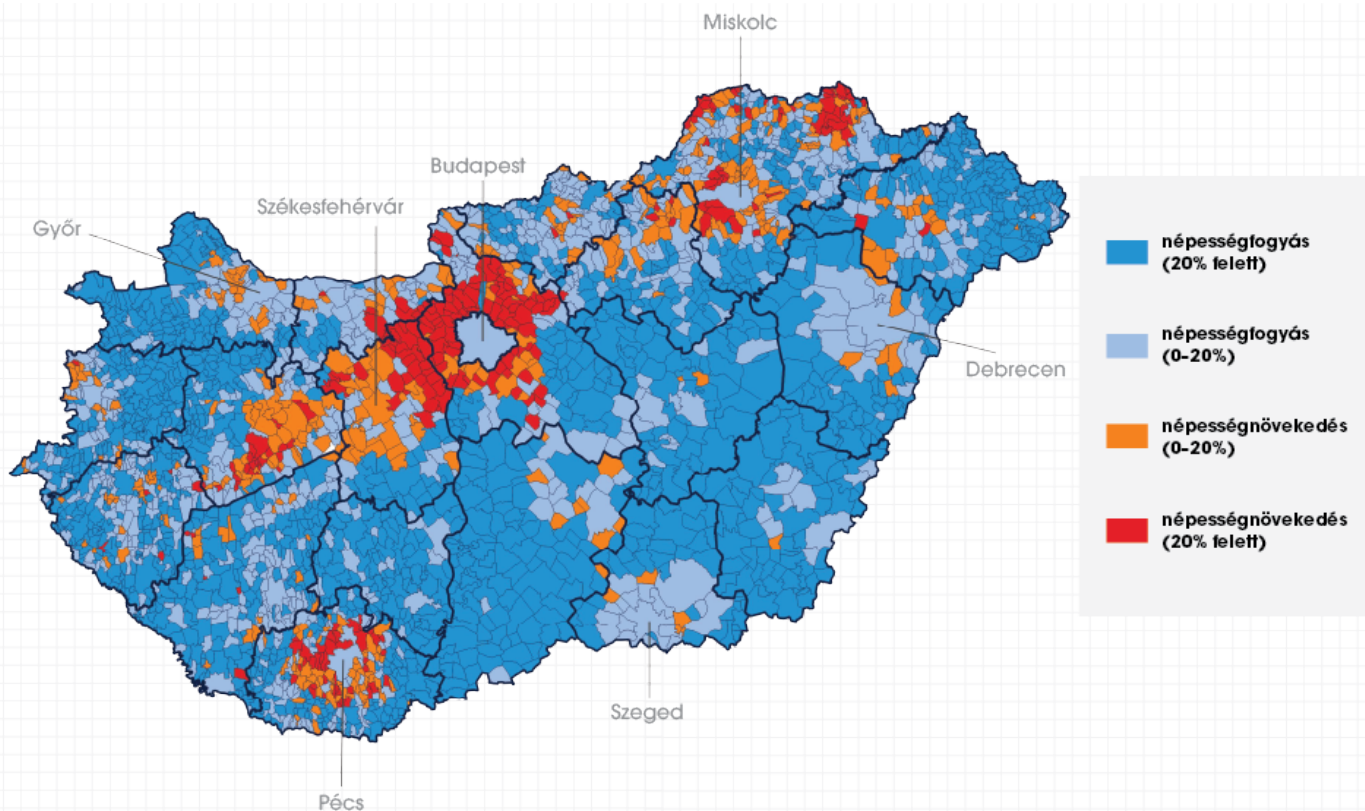 Miskolc
Budapest
Székesfehérvár
Győr
Debrecen
Szeged
Pécs
népességfogyás
(20% felett)
népességfogyás
(0-20%)
népességnövekedés
(0-20%)
népességnövekedés
(20% felett)